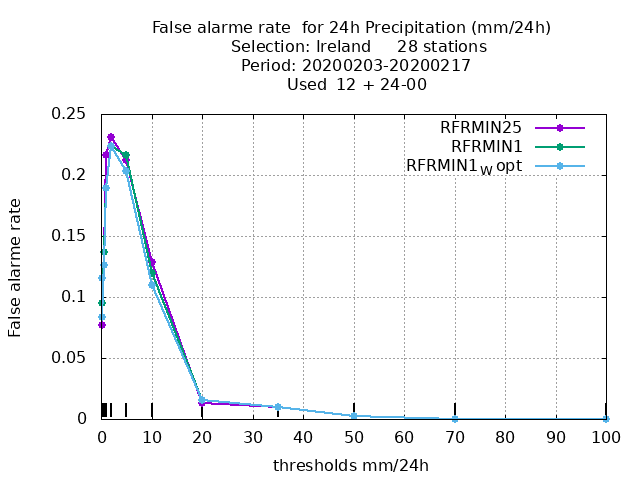 False alarme rate  for 24h Precipitation (mm/24h)
Selection: Ireland     28 stations
Period: 20200203-20200217
Used  12 + 24-00
0.25
0.2
0.15
0.1
0.05
0
False alarme rate
RFRMIN25
RFRMIN1
RFRMIN1W opt
0 10 20 30 40 50 60 70 80 90 100
thresholds mm/24h